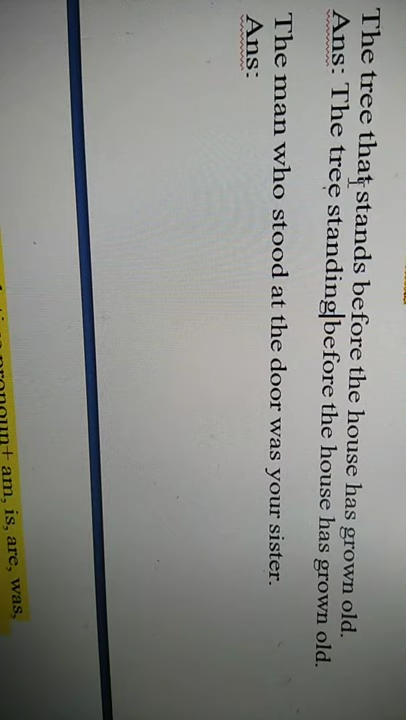 The tree that stands before the house has grown old.
Ans: The tree standing before the house has grown old.
The man who stood at the door was your sister.
Ans:
pronoun+ am, is, are, was,